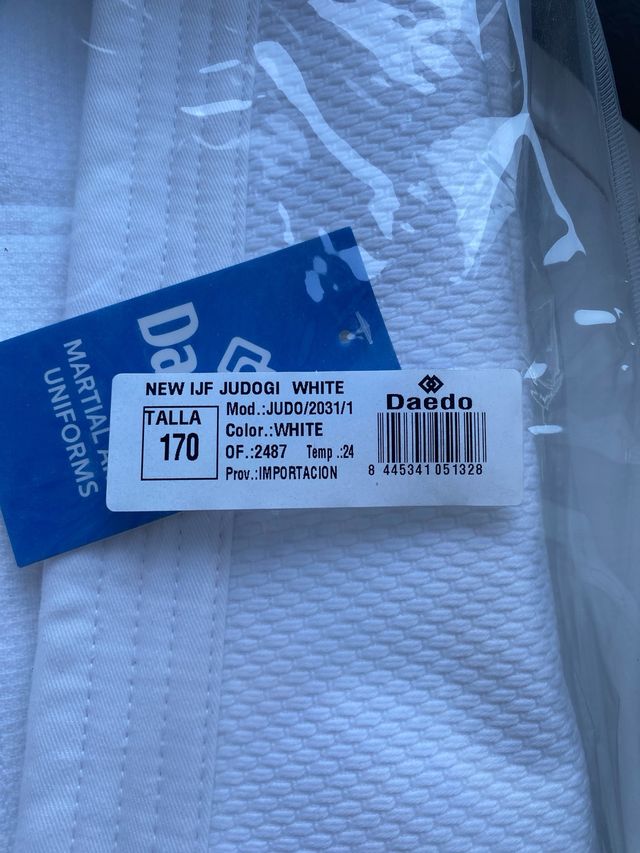 Da
MARTIAL A
UNIFORMS
NEW IJF JUDOGI WHITE
TALLA
170
Mod.:JUDO/2031/1
Color.:WHITE
OF.:2487 Temp .:24
Prov.:IMPORTACION
Daedo
8 445341 051328